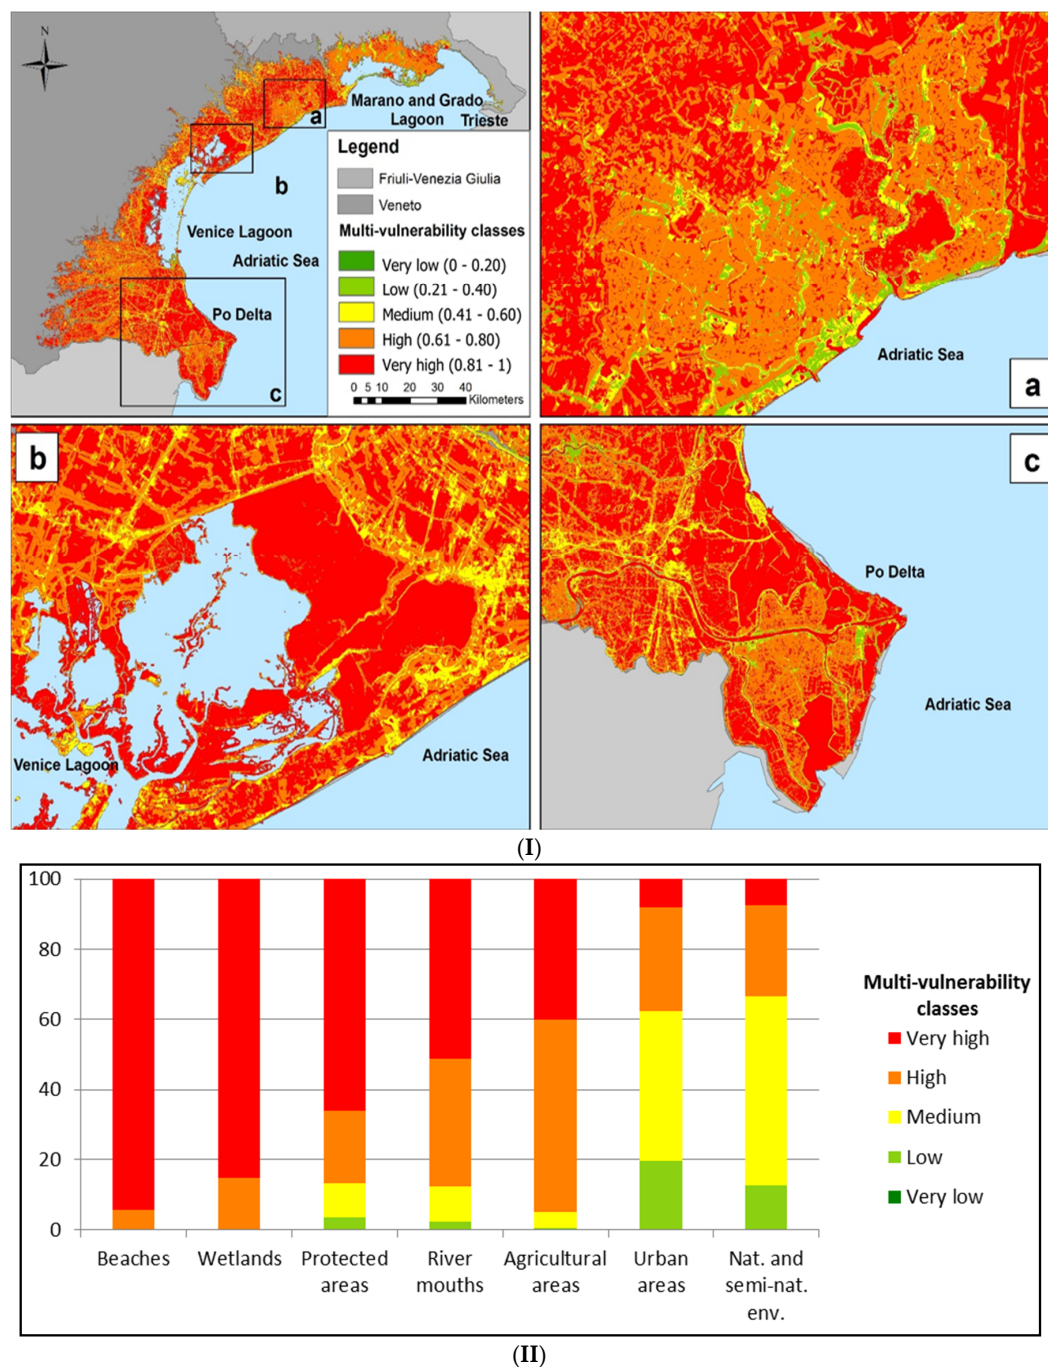 N
Marano and Grado
Lagoon
Trieste
a
b
Venice Lagoon
Adriatic Sea
Po Delta
c
Legend
Friuli-Venezia Giulia
Veneto
Multi-vulnerability classes
Very low (0 - 0.20)
Low (0.21 - 0.40)
Medium (0.41 - 0.60)
High (0.61 - 0.80)
Very high (0.81 - 1)
0 5 10 20 30 40
Kilometers
Adriatic Sea
a
b
Venice Lagoon
Adriatic Sea
c
Po Delta
Adriatic Sea
(I)
100
80
60
40
20
0
Beaches
Wetlands
Protected
areas
River
mouths
Agricultural
areas
Urban
areas
Nat. and
semi-nat.
env.
Multi-vulnerability
classes
Very high
High
Medium
Low
Very low
(II)